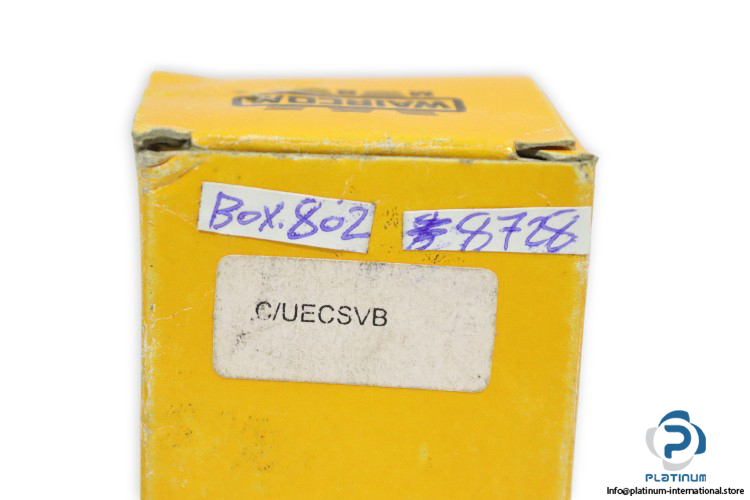 WAIRCOM
Box.802
8728
C/UECSVB
PLATINUM
Info@platinum-international.store